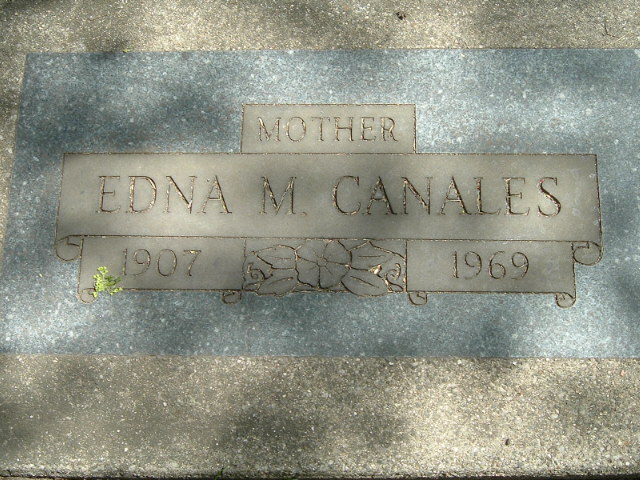 MOTHER
EDNA M. CANALES
1907 1969